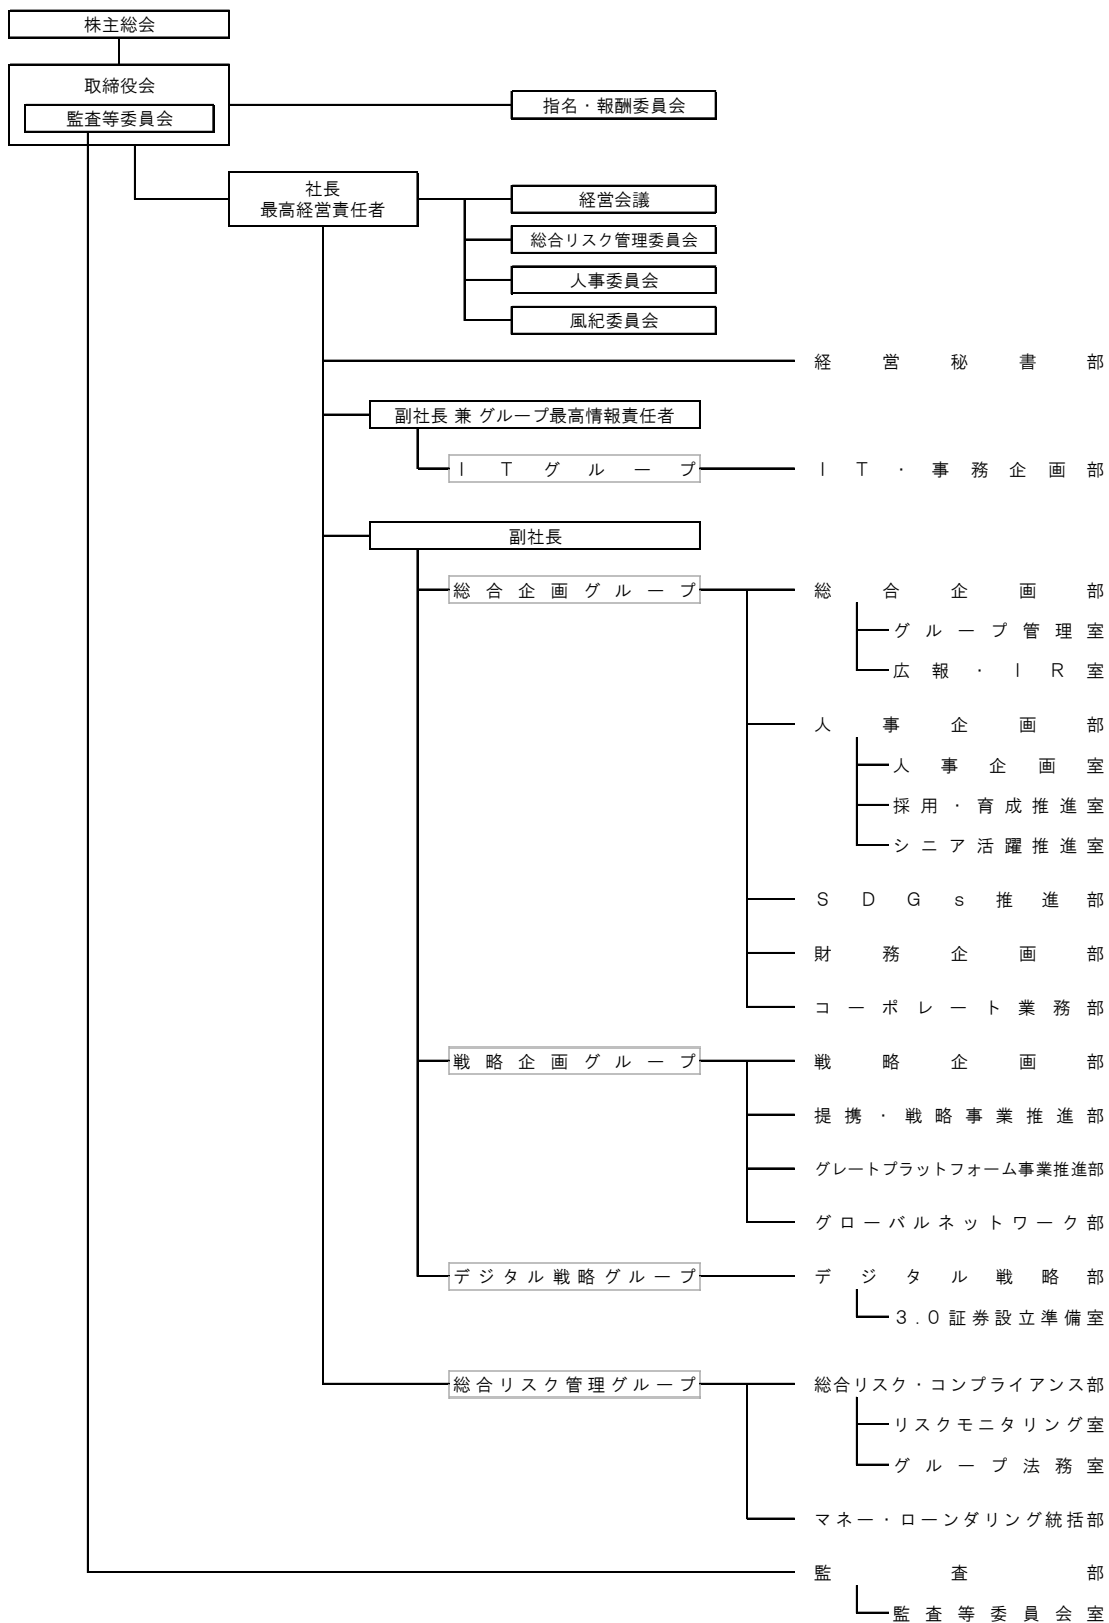 株主総会
取締役会
監査等委員会
指名・報酬委員会
社長
最高経営責任者
経営会議
総合リスク管理委員会
人事委員会
風紀委員会
経営秘書部
副社長 兼 グループ最高情報責任者
ITグループ
IT・事務企画部
副社長
総合企画グループ
総合企画部
グループ管理室
広報・IR室
人事企画部
人事企画室
採用・育成推進室
シニア活躍推進室
SDGs推進部
財務企画部
コーポレート業務部
戦略企画グループ
戦略企画部
提携・戦略事業推進部
グレートプラットフォーム事業推進部
グローバルネットワーク部
デジタル戦略グループ
デジタル戦略部
3.0証券設立準備室
総合リスク管理グループ
総合リスク・コンプライアンス部
リスクモニタリング室
グループ法務室
マネー・ローンダリング統括部
監査部
監査等委員会室